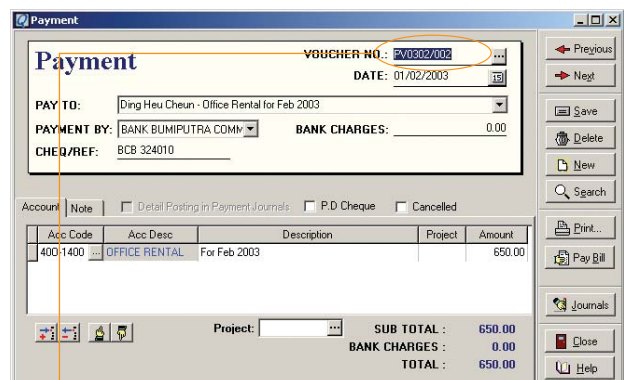 Payment
Payment
VOUCHER NO.: PV0302/002 ...
DATE: 01/02/2003 15
PAY TO: Ding Heu Cheun - Office Rental for Feb 2003
PAYMENT BY: BANK BUMIPUTRA COMM BANK CHARGES: 0.00
CHEQ/REF: BCB 324010
Account Note Detail Posting in Payment Journals P.D Cheque Cancelled
Acc Code Acc Desc Description Project Amount
400-1400 ... OFFICE RENTAL For Feb 2003 650.00
Project: ... SUB TOTAL : 650.00
BANK CHARGES : 0.00
TOTAL : 650.00
Previous
Next
Save
Delete
New
Search
Print...
Pay Bill
Journals
Close
Help